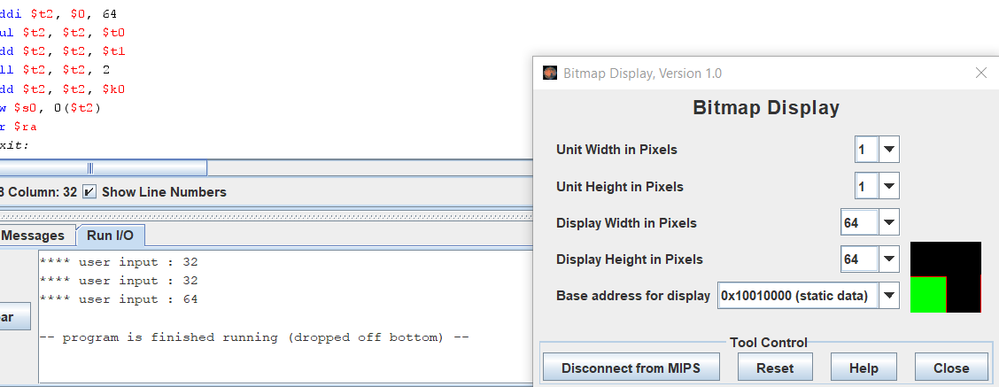 ddi $t2, $0, 64
ul $t2, $t2, $t0
dd $t2, $t2, $t1
ll $t2, $t2, 2
dd $t2, $t2, $k0
w $s0, 0($t2)
r $ra
xit:
3 Column: 32 Show Line Numbers
Messages Run I/O
**** user input : 32
**** user input : 32
**** user input : 64
ar
-- program is finished running (dropped off bottom) --
Bitmap Display, Version 1.0
Bitmap Display
Unit Width in Pixels 1
Unit Height in Pixels 1
Display Width in Pixels 64
Display Height in Pixels 64
Base address for display 0x10010000 (static data)
Tool Control
Disconnect from MIPS Reset Help Close